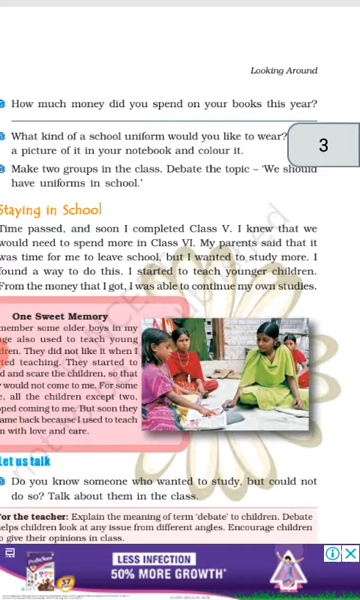 Looking Around
How much money did you spend on your books this year?
What kind of a school uniform would you like to wear?
a picture of it in your notebook and colour it.
3
Make two groups in the class. Debate the topic – 'We should
have uniforms in school.'
Staying in School
Time passed, and soon I completed Class V. I knew that we
would need to spend more in Class VI. My parents said that it
was time for me to leave school, but I wanted to study more. I
found a way to do this. I started to teach younger children.
From the money that I got, I was able to continue my own studies.
One Sweet Memory
member some older boys in my
age also used to teach young
dren. They did not like it when I
ted teaching. They started to
d and scare the children, so that
y would not come to me. For some
e, all the children except two,
pped coming to me. But soon they
ame back because I used to teach
m with love and care.
Let us talk
Do you know someone who wanted to study, but could not
do so? Talk about them in the class.
or the teacher: Explain the meaning of term 'debate' to children. Debate
elps children look at any issue from different angles. Encourage children
o give their opinions in class.
LESS INFECTION
50% MORE GROWTH*